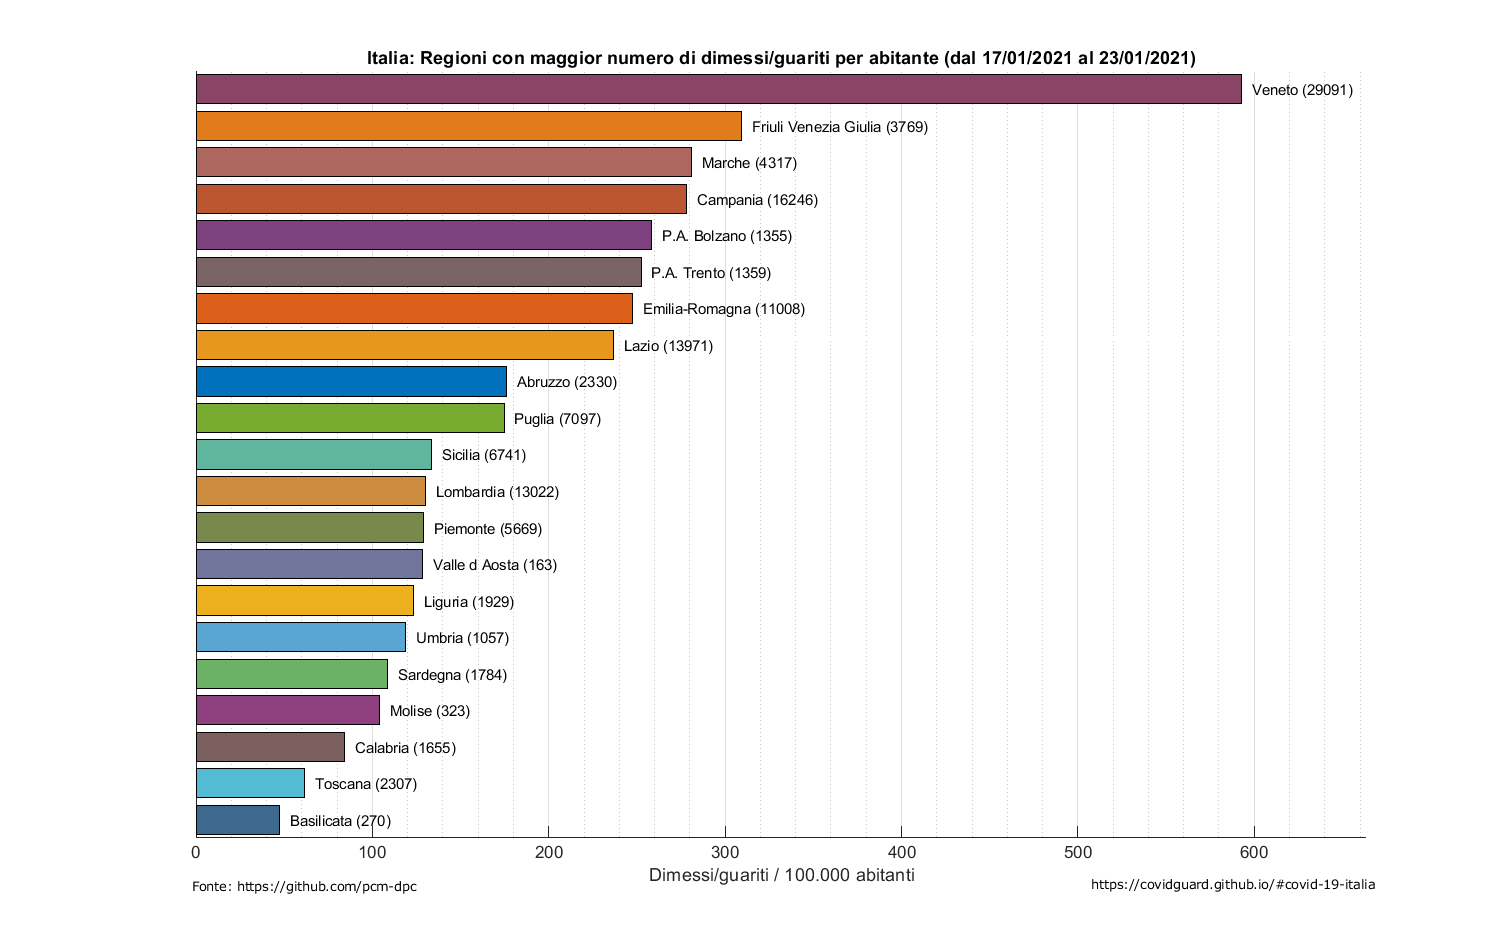 Italia: Regioni con maggior numero di dimessi/guariti per abitante (dal 17/01/2021 al 23/01/2021)
Veneto (29091)
Friuli Venezia Giulia (3769)
Marche (4317)
Campania (16246)
P.A. Bolzano (1355)
P.A. Trento (1359)
Emilia-Romagna (11008)
Lazio (13971)
Abruzzo (2330)
Puglia (7097)
Sicilia (6741)
Lombardia (13022)
Piemonte (5669)
Valle d Aosta (163)
Liguria (1929)
Umbria (1057)
Sardegna (1784)
Molise (323)
Calabria (1655)
Toscana (2307)
Basilicata (270)
0 100 200 300 400 500 600
Dimessi/guariti / 100.000 abitanti
Fonte: https://github.com/pcm-dpc
https://covidguard.github.io/#covid-19-italia